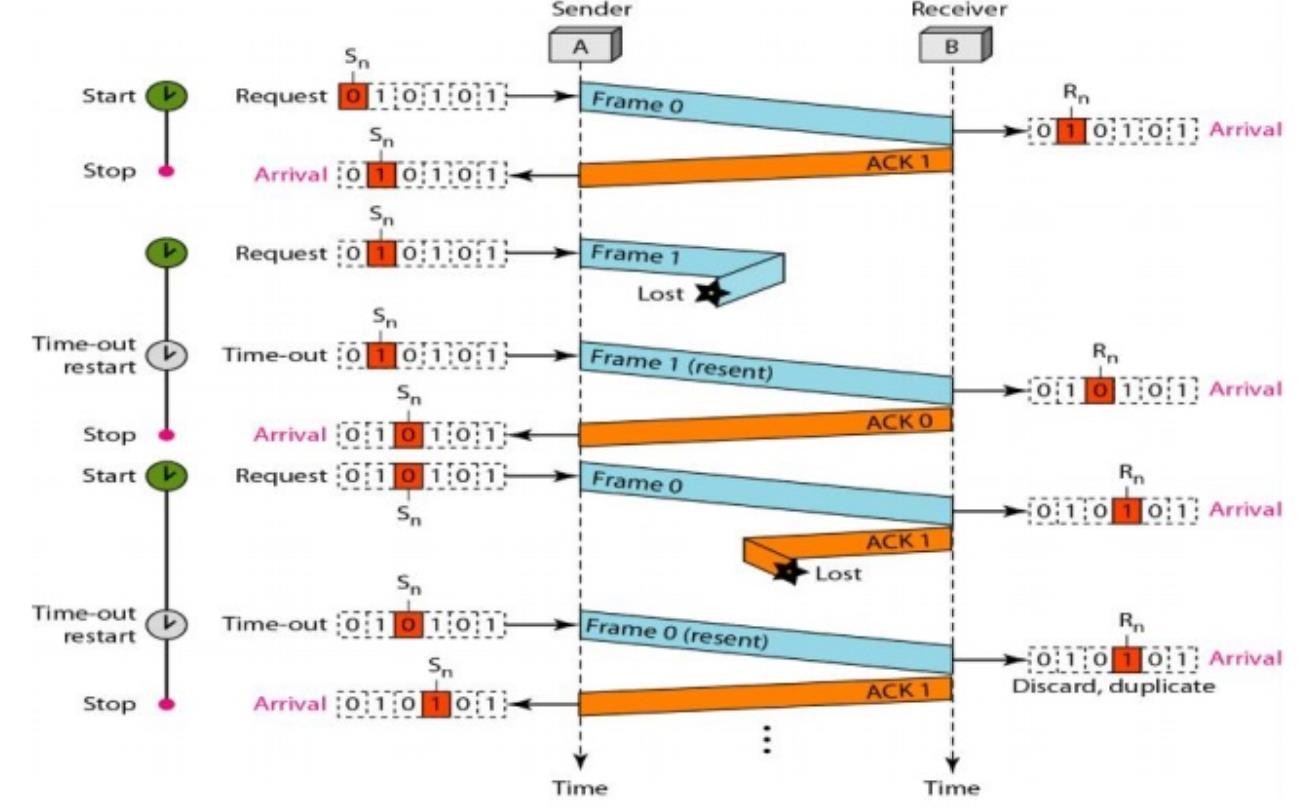 Sender Receiver
A B
Sn
Start Request 0 1 0 1 0 1 Frame 0 Rn
0 1 0 1 0 1 Arrival
Sn
Stop Arrival 0 1 0 1 0 1 ACK 1
Sn
Request 0 1 0 1 0 1 Frame 1
Lost
Sn
Time-out
restart
Time-out 0 1 0 1 0 1 Frame 1 (resent) Rn
0 1 0 1 0 1 Arrival
Sn
Stop Arrival 0 1 0 1 0 1 ACK 0
Start Request 0 1 0 1 0 1 Frame 0 Rn
Sn
0 1 0 1 0 1 Arrival
ACK 1
Lost
Sn
Time-out
restart
Time-out 0 1 0 1 0 1 Frame 0 (resent) Rn
0 1 0 1 0 1 Arrival
Discard, duplicate
Sn
Stop Arrival 0 1 0 1 0 1 ACK 1
Time Time